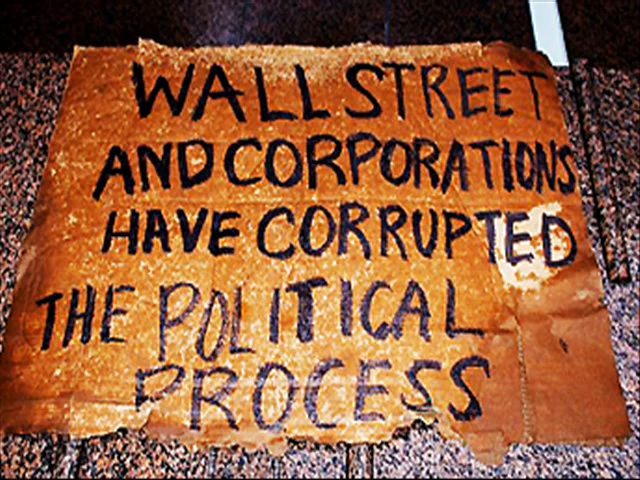 WALL STREET
AND CORPORATIONS
HAVE CORRUPTED
THE POLITICAL
PROCESS